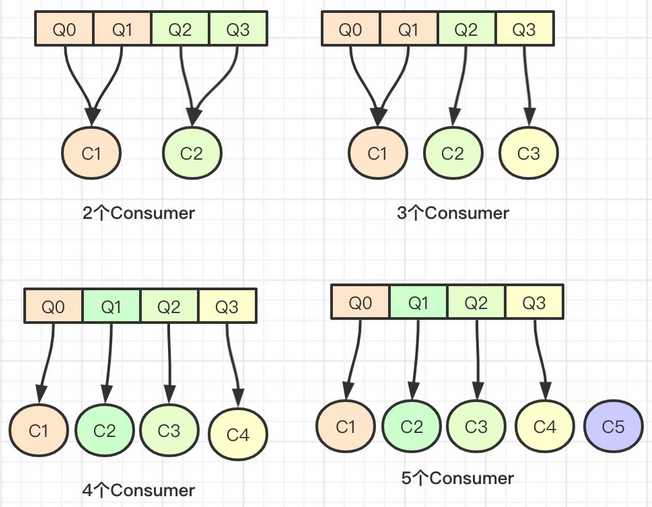 Q0 Q1 Q2 Q3
C1 C2
2个Consumer
Q0 Q1 Q2 Q3
C1 C2 C3
3个Consumer
Q0 Q1 Q2 Q3
C1 C2 C3 C4
4个Consumer
Q0 Q1 Q2 Q3
C1 C2 C3 C4 C5
5个Consumer